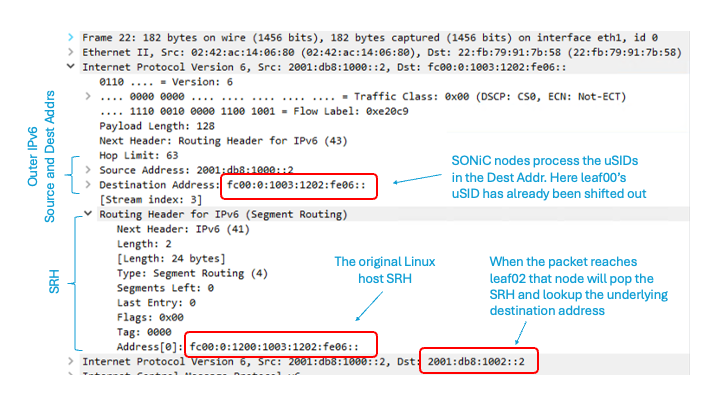 Frame 22: 182 bytes on wire (1456 bits), 182 bytes captured (1456 bits) on interface eth1, id 0
Ethernet II, Src: 02:42:ac:14:06:80 (02:42:ac:14:06:80), Dst: 22:fb:79:91:7b:58 (22:fb:79:91:7b:58)
Internet Protocol Version 6, Src: 2001:db8:1000::2, Dst: fc00:0:1003:1202:fe06::
0110 .... = Version: 6
.... 0000 0000 .... .... .... .... .... = Traffic Class: 0x00 (DSCP: CS0, ECN: Not-ECT)
.... 1110 0010 0000 1100 1001 = Flow Label: 0xe20c9
Payload Length: 128
Next Header: Routing Header for IPv6 (43)
Hop Limit: 63
Source Address: 2001:db8:1000::2
Destination Address: fc00:0:1003:1202:fe06::
[Stream index: 3]
Outer IPv6
Source and Dest Addrs
SONiC nodes process the uSIDs
in the Dest Addr. Here leaf00's
uSID has already been shifted out
Routing Header for IPv6 (Segment Routing)
Next Header: IPv6 (41)
Length: 2
[Length: 24 bytes]
Type: Segment Routing (4)
Segments Left: 0
Last Entry: 0
Flags: 0x00
Tag: 0000
Address[0]: fc00:0:1200:1003:1202:fe06::
SRH
The original Linux
host SRH
When the packet reaches
leaf02 that node will pop the
SRH and lookup the underlying
destination address
Internet Protocol Version 6, Src: 2001:db8:1000::2, Dst: 2001:db8:1002::2